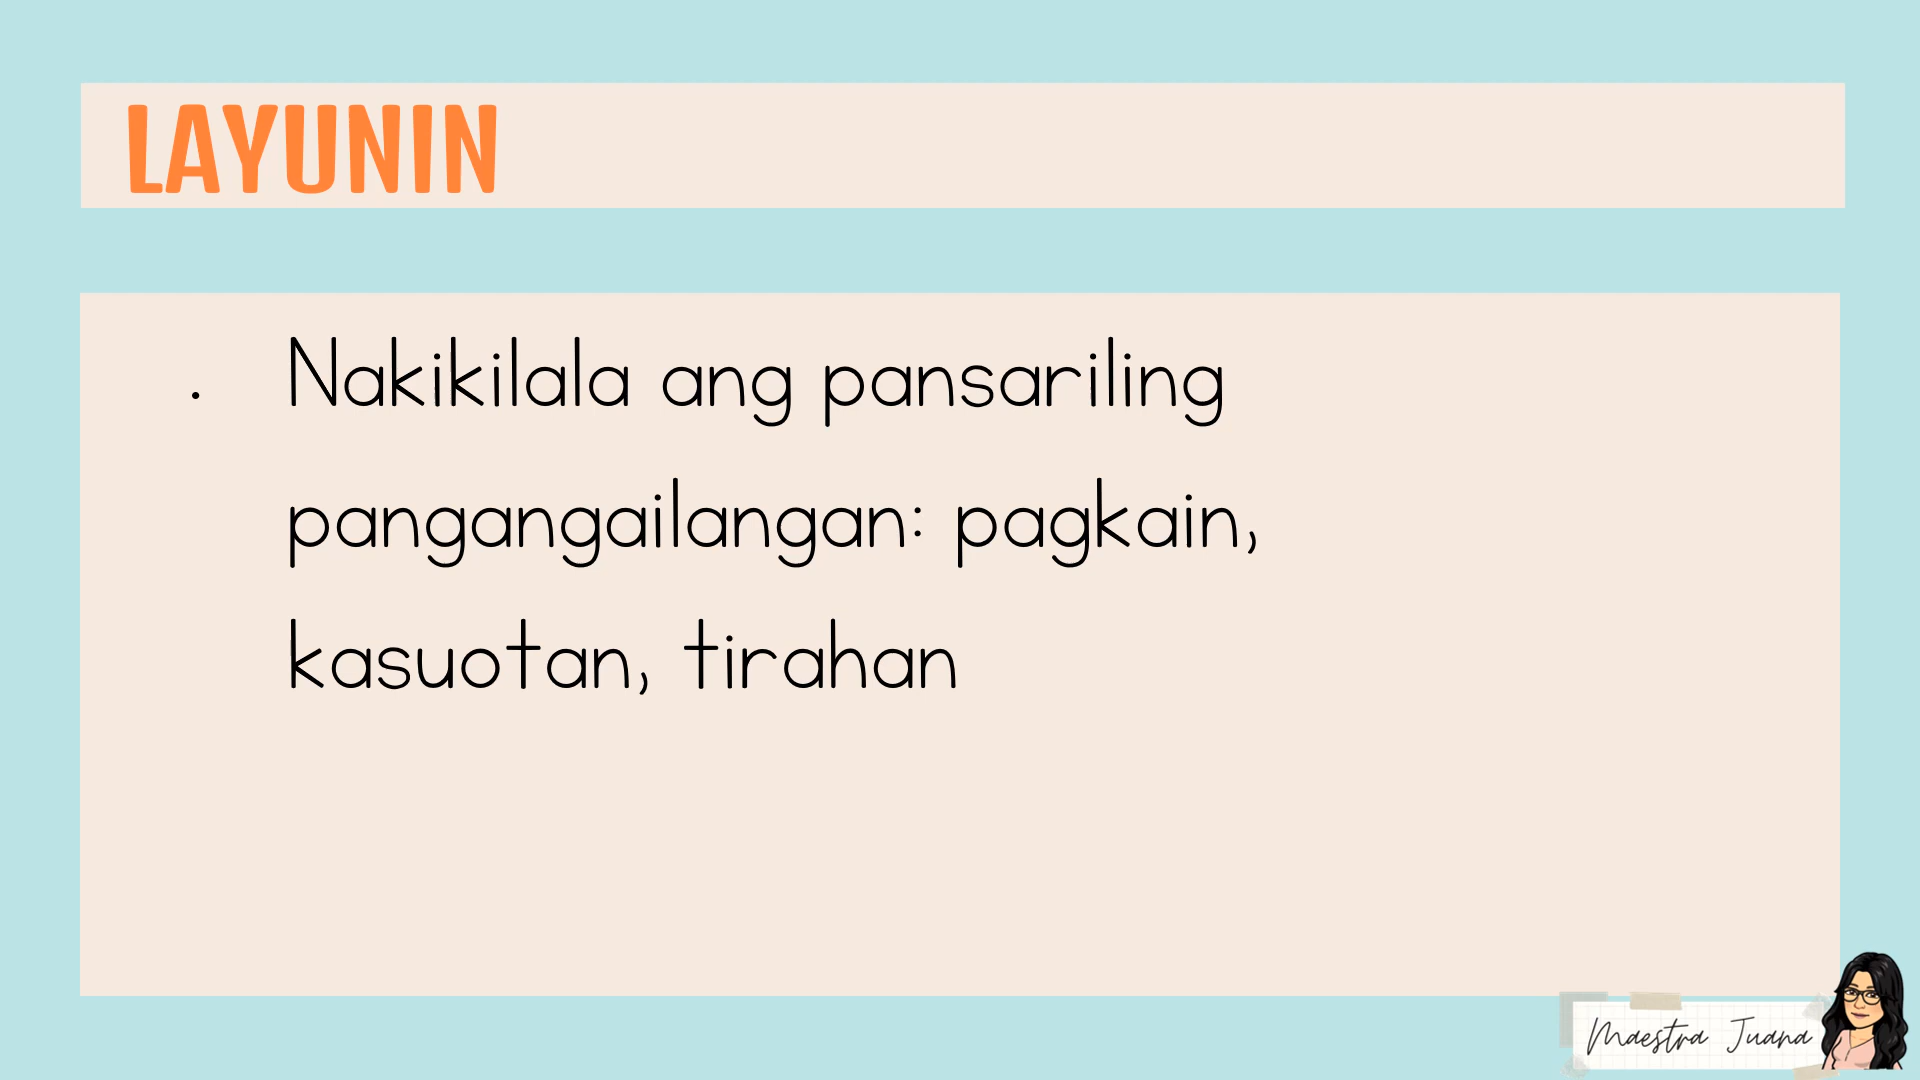 LAYUNIN
. Nakikilala ang pansariling
pangangailangan: pagkain,
kasuotan, tirahan
Maestra Juana